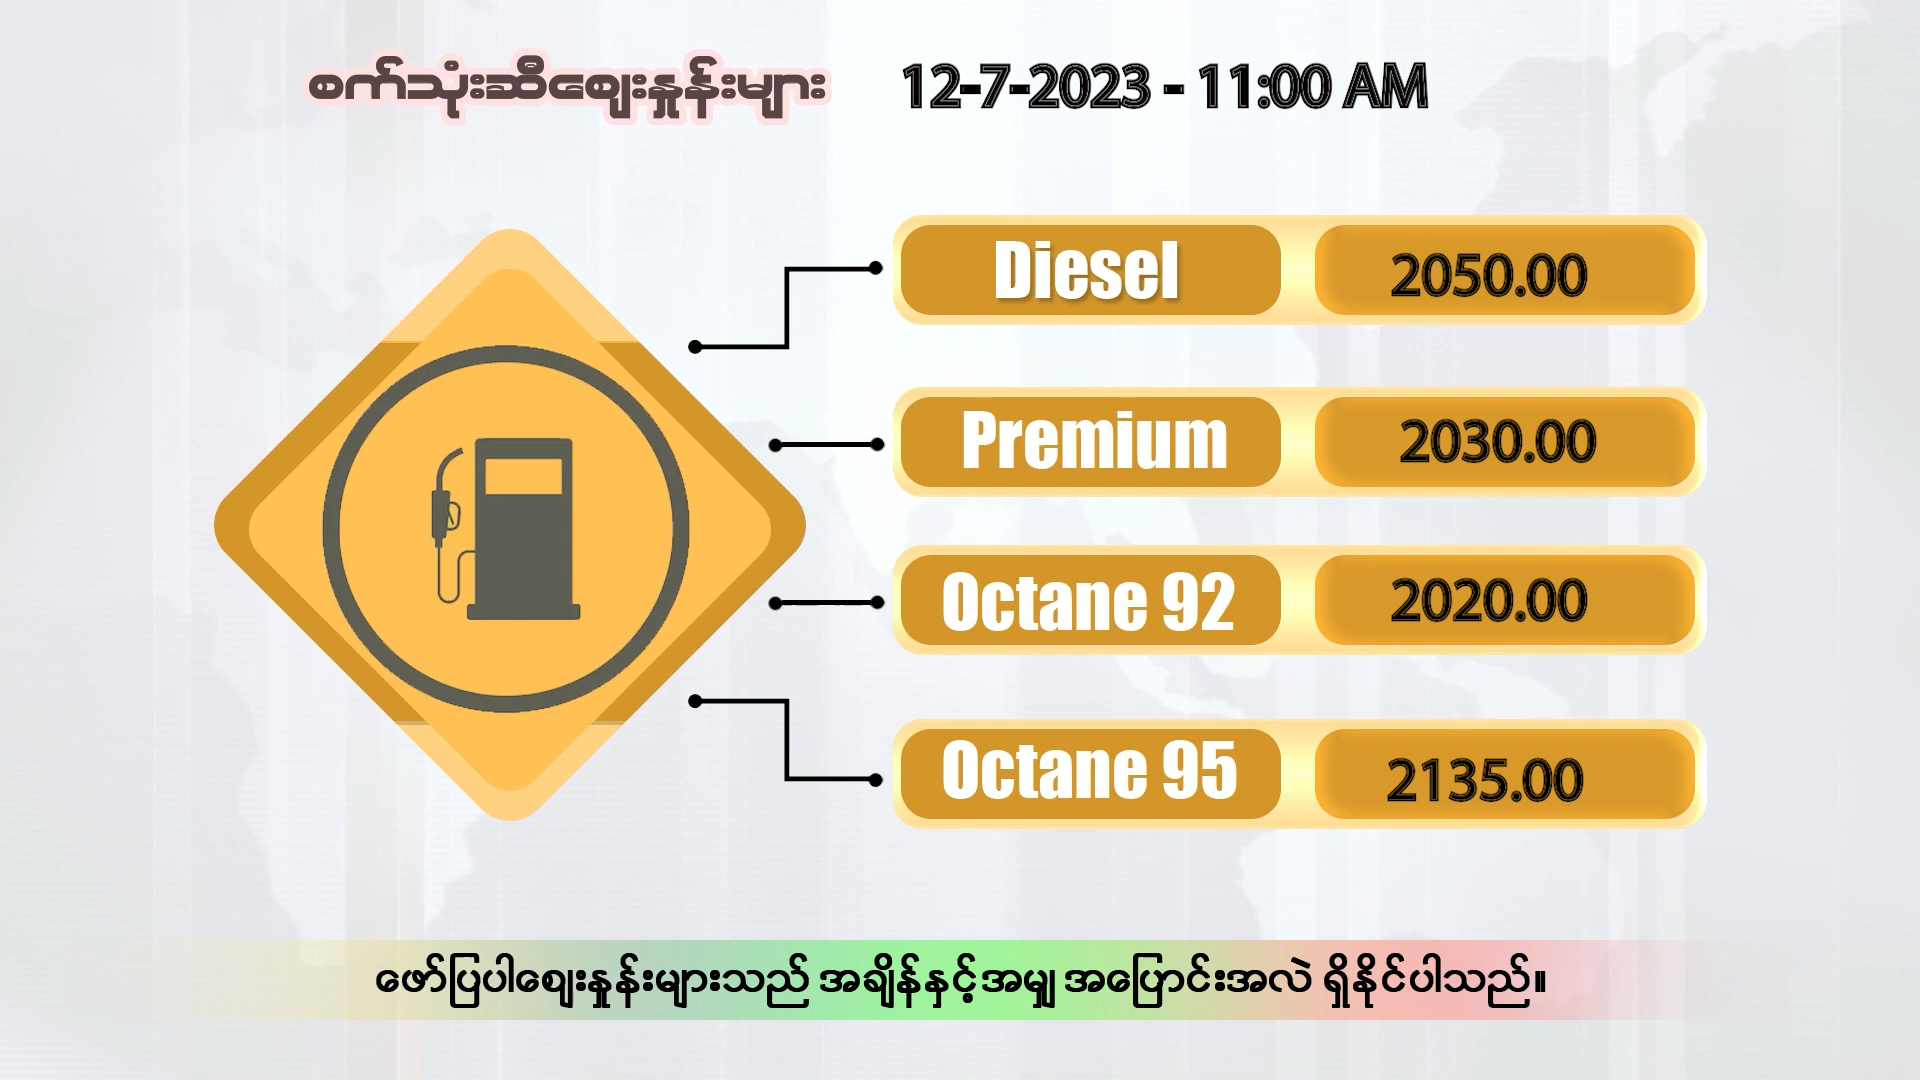 စက်သုံးဆီဈေးနှုန်းများ 12-7-2023 - 11:00 AM
Diesel 2050.00
Premium 2030.00
Octane 92 2020.00
Octane 95 2135.00
ဖော်ပြပါဈေးနှုန်းများသည် အချိန်နှင့်အမျှ အပြောင်းအလဲ ရှိနိုင်ပါသည်။